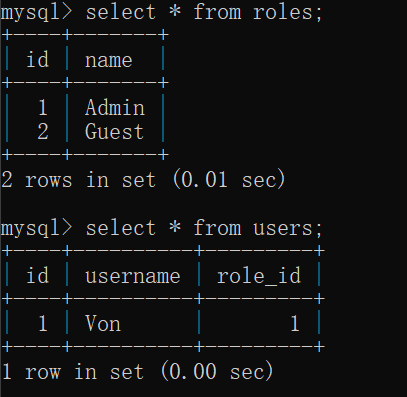 mysql> select * from roles;
+----+-------+
| id | name  |
+----+-------+
|  1 | Admin |
|  2 | Guest |
+----+-------+
2 rows in set (0.01 sec)
mysql> select * from users;
+----+----------+---------+
| id | username | role_id |
+----+----------+---------+
|  1 | Von      |       1 |
+----+----------+---------+
1 row in set (0.00 sec)